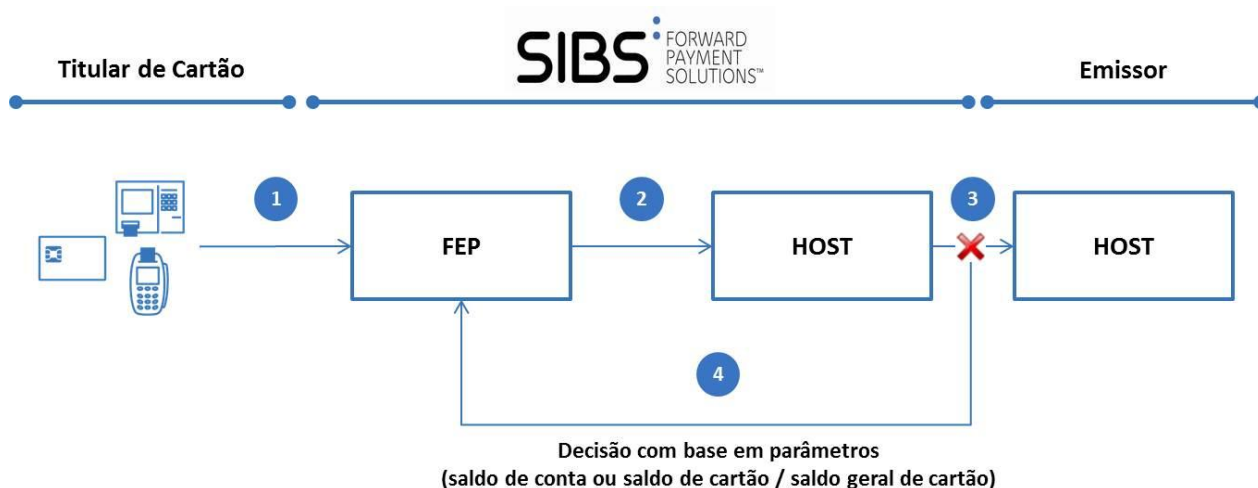 Titular de Cartão
SIBS
FORWARD
PAYMENT
SOLUTIONS™
Emissor
1
2
3
FEP
HOST
HOST
4
Decisão com base em parâmetros
(saldo de conta ou saldo de cartão / saldo geral de cartão)